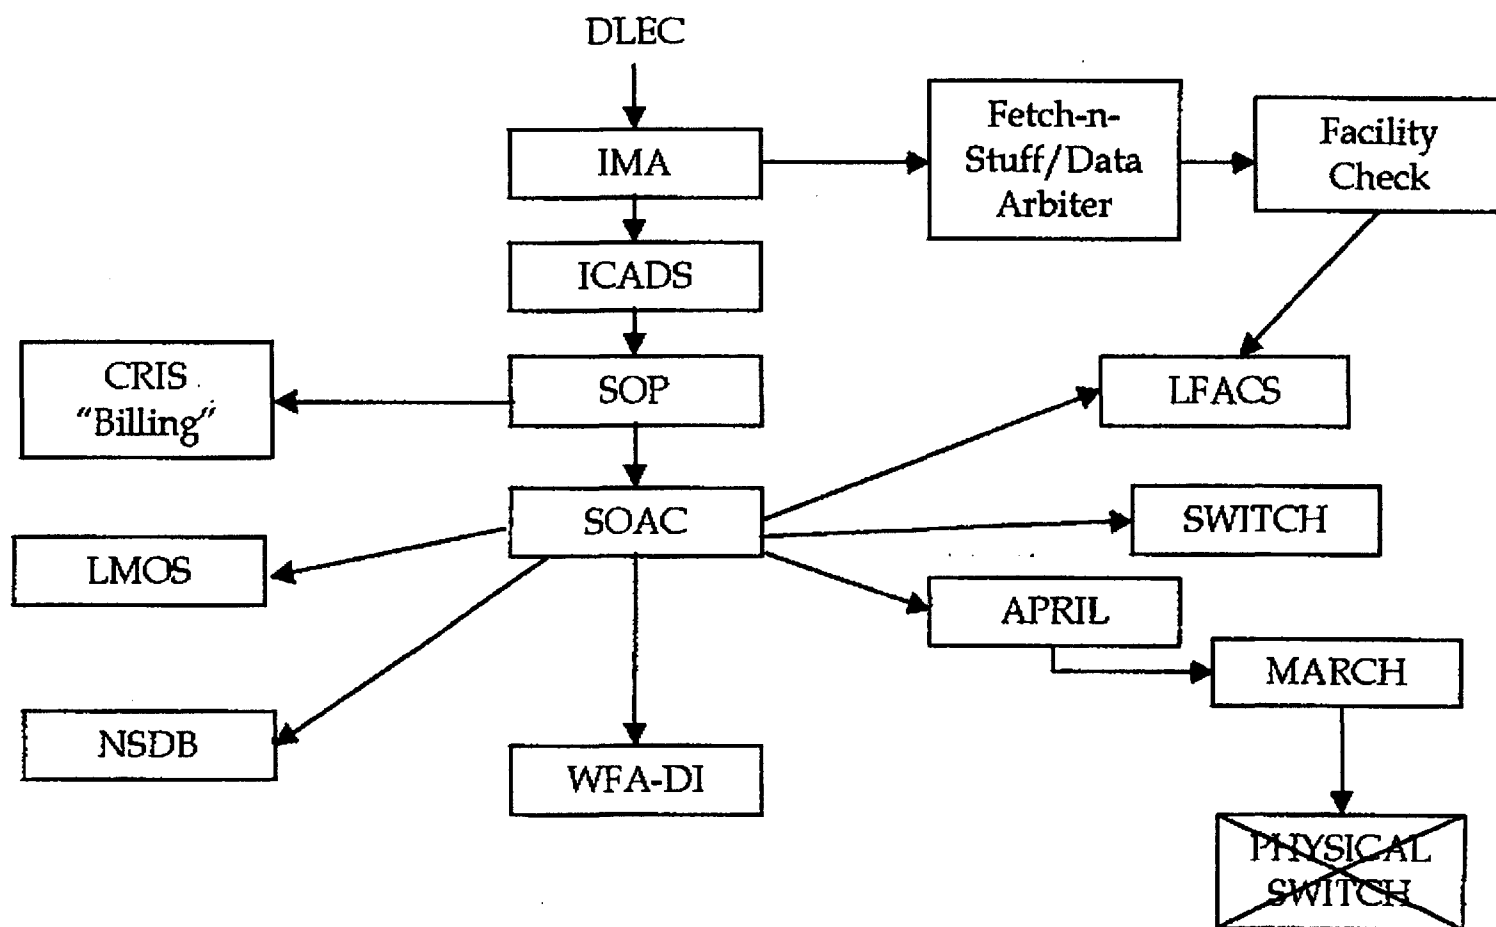 DLEC
IMA
Fetch-n-
Stuff/Data
Arbiter
Facility
Check
ICADS
CRIS
"Billing"
SOP
LFACS
SOAC
SWITCH
LMOS
APRIL
MARCH
NSDB
WFA-DI
PHYSICAL
SWITCH